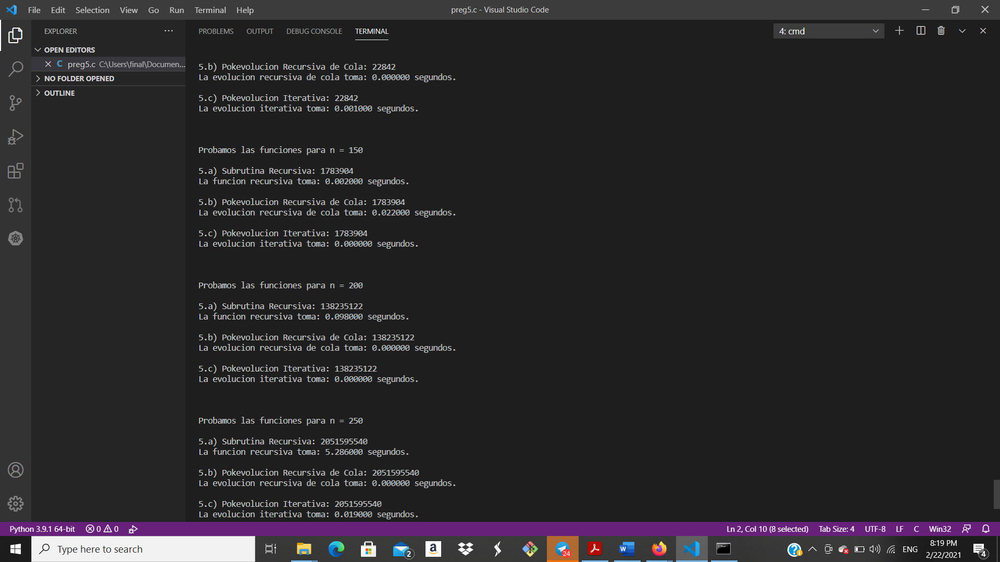 File Edit Selection View Go Run Terminal Help
preg5.c - Visual Studio Code
EXPLORER
OPEN EDITORS
C preg5.c C:\Users\final\Documen...
NO FOLDER OPENED
OUTLINE
PROBLEMS OUTPUT DEBUG CONSOLE TERMINAL
4: cmd
5.b) Pokevolucion Recursiva de Cola: 22842
La evolucion recursiva de cola toma: 0.000000 segundos.
5.c) Pokevolucion Iterativa: 22842
La evolucion iterativa toma: 0.001000 segundos.
Probamos las funciones para n = 150
5.a) Subrutina Recursiva: 1783904
La funcion recursiva toma: 0.002000 segundos.
5.b) Pokevolucion Recursiva de Cola: 1783904
La evolucion recursiva de cola toma: 0.022000 segundos.
5.c) Pokevolucion Iterativa: 1783904
La evolucion iterativa toma: 0.000000 segundos.
Probamos las funciones para n = 200
5.a) Subrutina Recursiva: 138235122
La funcion recursiva toma: 0.098000 segundos.
5.b) Pokevolucion Recursiva de Cola: 138235122
La evolucion recursiva de cola toma: 0.000000 segundos.
5.c) Pokevolucion Iterativa: 138235122
La evolucion iterativa toma: 0.000000 segundos.
Probamos las funciones para n = 250
5.a) Subrutina Recursiva: 2051595540
La funcion recursiva toma: 5.286000 segundos.
5.b) Pokevolucion Recursiva de Cola: 2051595540
La evolucion recursiva de cola toma: 0.000000 segundos.
5.c) Pokevolucion Iterativa: 2051595540
La evolucion iterativa toma: 0.019000 segundos.
Python 3.9.1 64-bit 0 0
Ln 2, Col 10 (8 selected) Tab Size: 4 UTF-8 LF C Win32
Type here to search
2
a
24
W
ENG
8:19 PM
2/22/2021
4